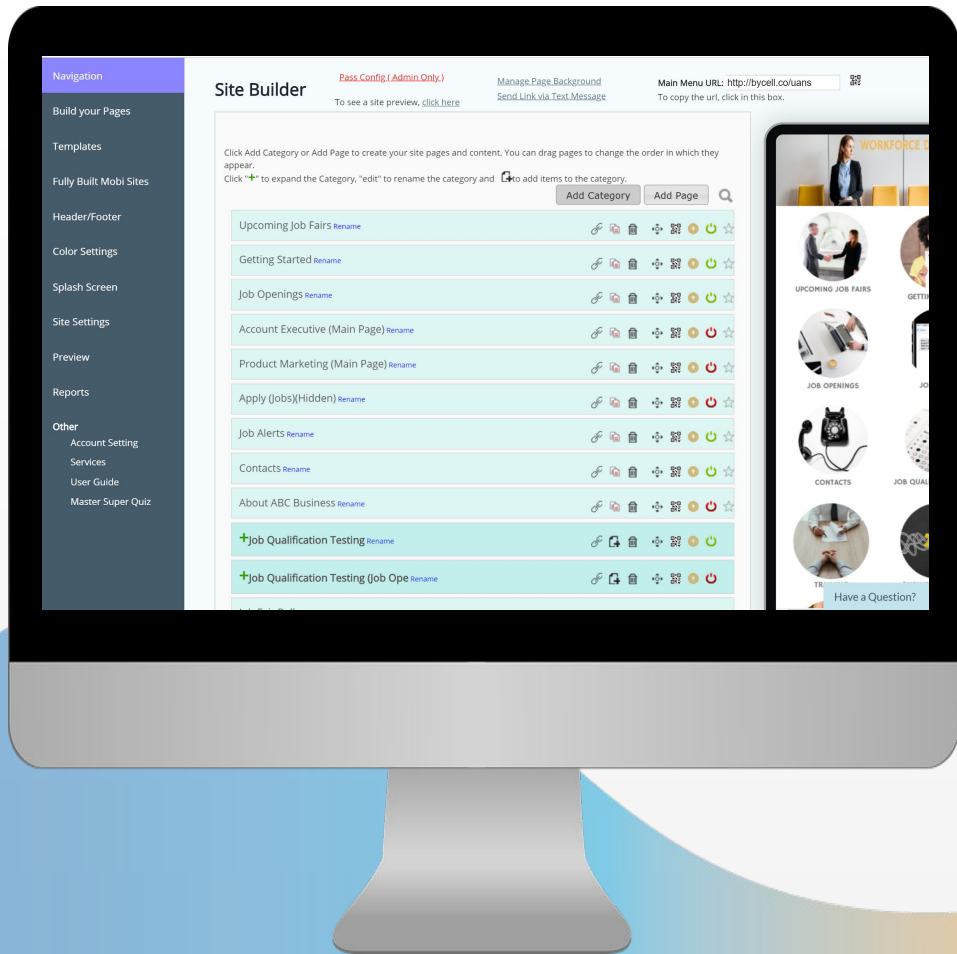 Navigation
Build your Pages
Templates
Fully Built Mobi Sites
Header/Footer
Color Settings
Splash Screen
Site Settings
Preview
Reports
Other
Account Setting
Services
User Guide
Master Super Quiz
Site Builder
Pass Config ( Admin Only )
To see a site preview, click here
Manage Page Background
Send Link via Text Message
Main Menu URL: http://bycell.co/uans
To copy the url, click in this box.
Click Add Category or Add Page to create your site pages and content. You can drag pages to change the order in which they
appear.
Click "+" to expand the Category, "edit" to rename the category and to add items to the category.
Add Category Add Page
Upcoming Job Fairs Rename
Getting Started Rename
Job Openings Rename
Account Executive (Main Page) Rename
Product Marketing (Main Page) Rename
Apply (Jobs)(Hidden) Rename
Job Alerts Rename
Contacts Rename
About ABC Business Rename
+Job Qualification Testing Rename
+Job Qualification Testing (Job Ope Rename
WORKFORCE D
UPCOMING JOB FAIRS
GETTIN
JOB OPENINGS
JO
CONTACTS
JOB QUAL
TRA
Have a Question?